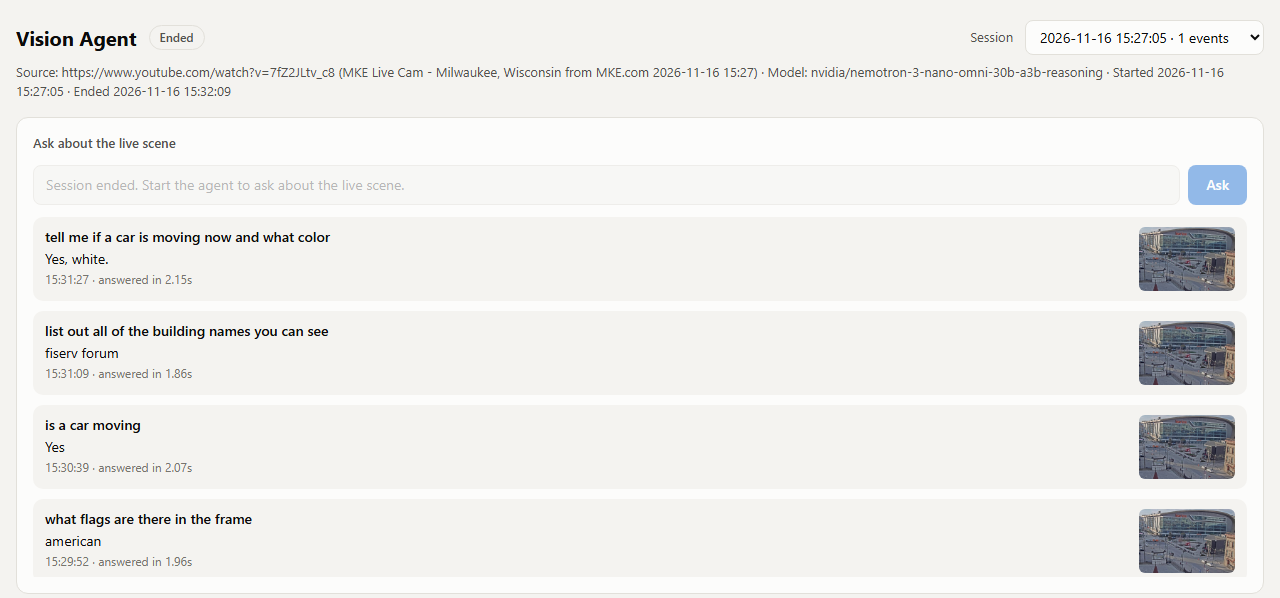 Vision Agent
Ended
Session
2026-11-16 15:27:05 · 1 events
Source: https://www.youtube.com/watch?v=7fZ2JLtv_c8 (MKE Live Cam - Milwaukee, Wisconsin from MKE.com 2026-11-16 15:27) · Model: nvidia/nemotron-3-nano-omni-30b-a3b-reasoning · Started 2026-11-16
15:27:05 · Ended 2026-11-16 15:32:09
Ask about the live scene
Session ended. Start the agent to ask about the live scene.
Ask
tell me if a car is moving now and what color
Yes, white.
15:31:27 · answered in 2.15s
list out all of the building names you can see
fiserv forum
15:31:09 · answered in 1.86s
is a car moving
Yes
15:30:39 · answered in 2.07s
what flags are there in the frame
american
15:29:52 · answered in 1.96s